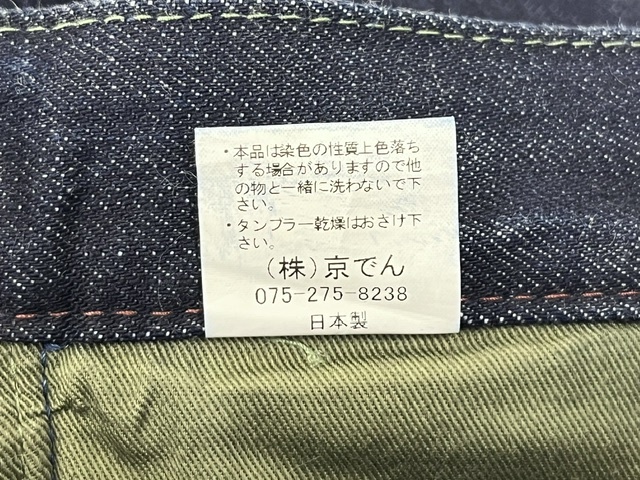 ・本品は染色の性質上色落ち
する場合がありますので他
の物と一緒に洗わないで下
さい。
・タンブラー乾燥はおさけ下
さい。
(株)京でん
075-275-8238
日本製